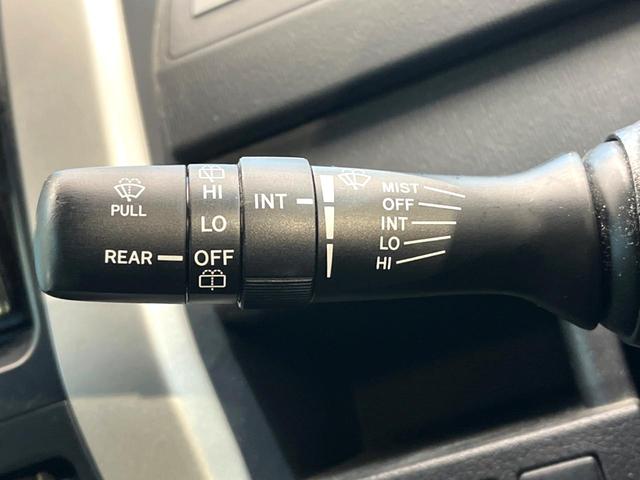 PULL
REAR
HI
LO
OFF
INT
MIST
OFF
INT
LO
HI